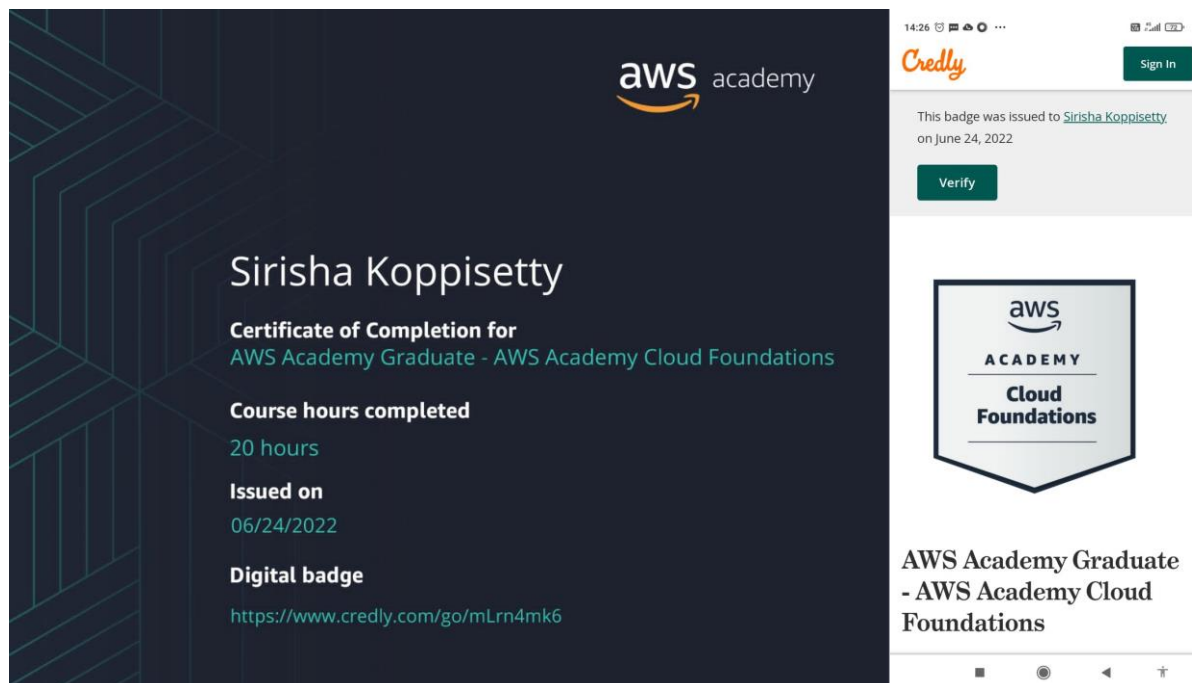 aws academy
Sirisha Koppisetty
Certificate of Completion for
AWS Academy Graduate - AWS Academy Cloud Foundations
Course hours completed
20 hours
Issued on
06/24/2022
Digital badge
https://www.credly.com/go/mLrn4mk6
14:26
72
Credly
Sign In
This badge was issued to Sirisha Koppisetty
on June 24, 2022
Verify
aws
ACADEMY
Cloud
Foundations
AWS Academy Graduate
- AWS Academy Cloud
Foundations